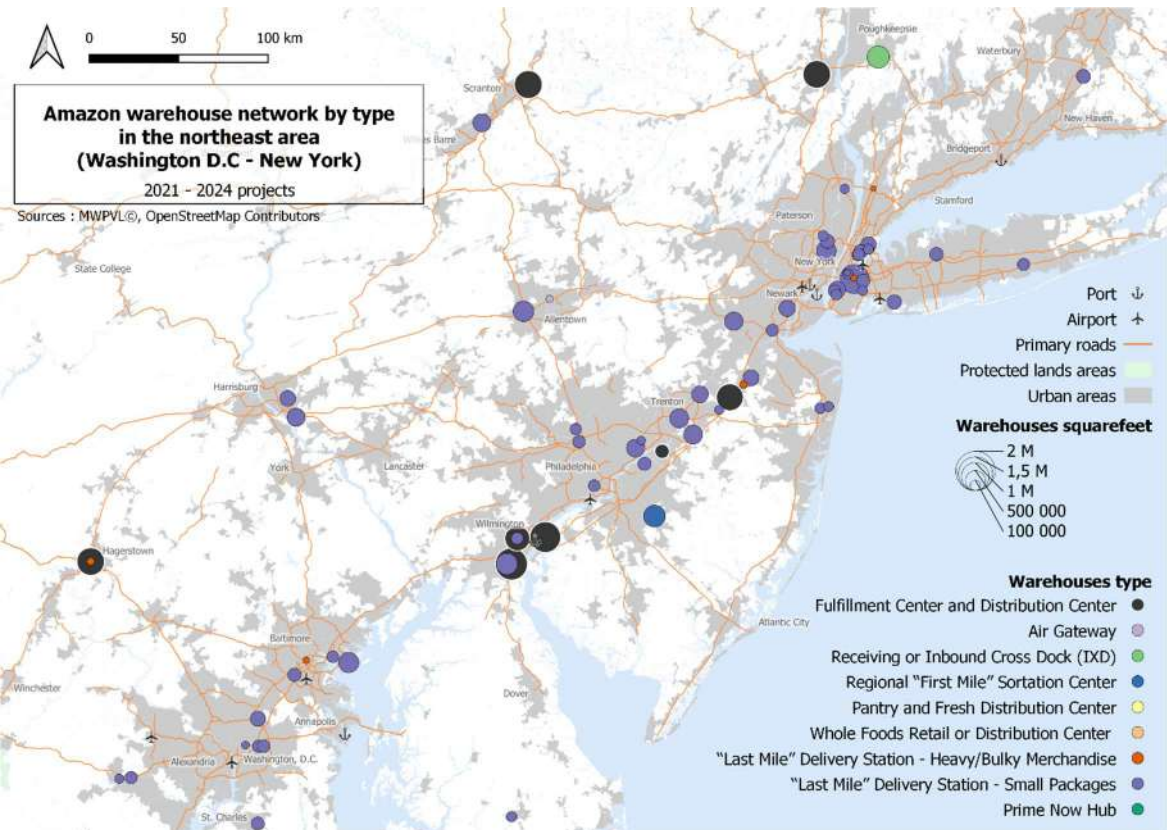 0 50 100 km
Amazon warehouse network by type
in the northeast area
(Washington D.C - New York)
2021 - 2024 projects
Sources : MWPVL©, OpenStreetMap Contributors
Poughkeepsie
Waterbury
Scranton
New Haven
Bridgeport
Stamford
Paterson
New York
State College
Newark
Allentown
Harrisburg
Trenton
Lancaster
Philadelphia
York
Wilmington
Hagerstown
Atlantic City
Baltimore
Winchester
Dover
Annapolis
Alexandria
Washington, D.C.
St. Charles
Port
Airport
Primary roads
Protected lands areas
Urban areas
Warehouses squarefeet
2 M
1,5 M
1 M
500 000
100 000
Warehouses type
Fulfillment Center and Distribution Center
Air Gateway
Receiving or Inbound Cross Dock (IXD)
Regional “First Mile” Sortation Center
Pantry and Fresh Distribution Center
Whole Foods Retail or Distribution Center
“Last Mile” Delivery Station - Heavy/Bulky Merchandise
“Last Mile” Delivery Station - Small Packages
Prime Now Hub